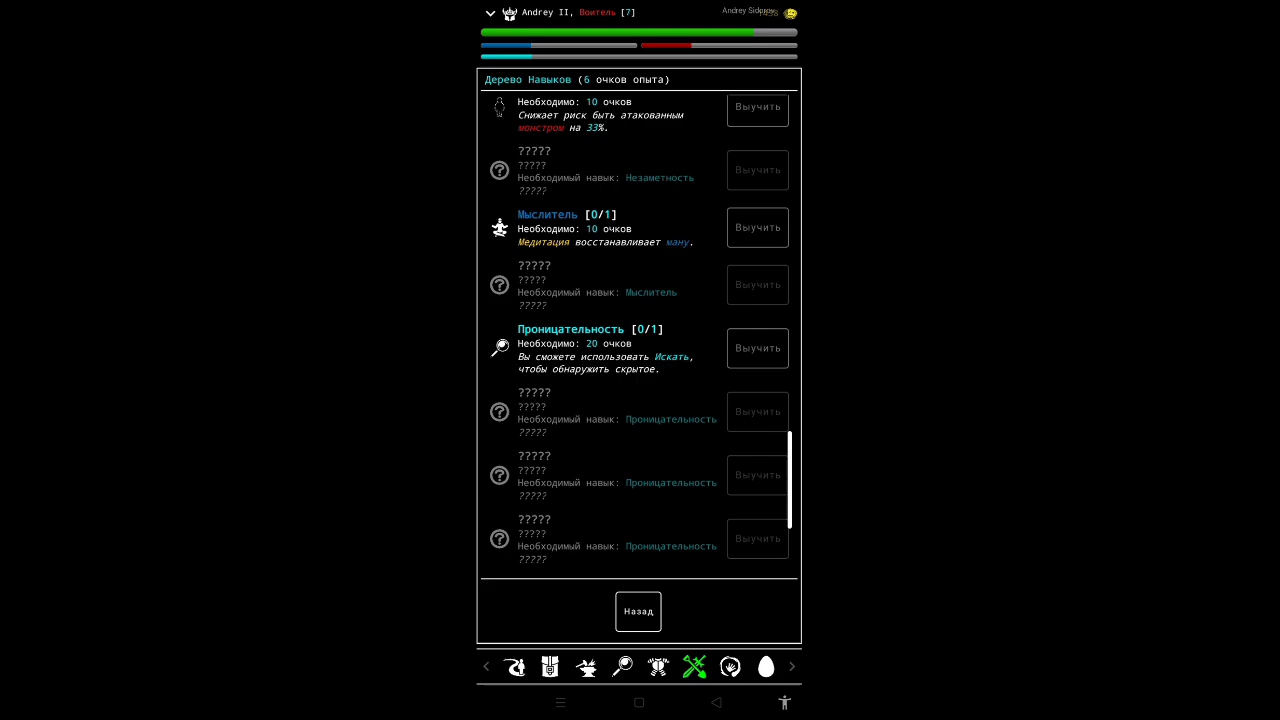 Andrey II, Воитель [7]
Andrey Sidorov
Дерево Навыков (6 очков опыта)
Необходимо: 10 очков
Снижает риск быть атакованным
монстром на 33%.
Выучить
?????
?????
Необходимый навык: Незаметность
?????
Выучить
Мыслитель [0/1]
Необходимо: 10 очков
Медитация восстанавливает ману.
Выучить
?????
?????
Необходимый навык: Мыслитель
?????
Выучить
Проницательность [0/1]
Необходимо: 20 очков
Вы сможете использовать Искать,
чтобы обнаружить скрытое.
Выучить
?????
?????
Необходимый навык: Проницательность
?????
Выучить
?????
?????
Необходимый навык: Проницательность
?????
Выучить
?????
?????
Необходимый навык: Проницательность
?????
Выучить
Назад